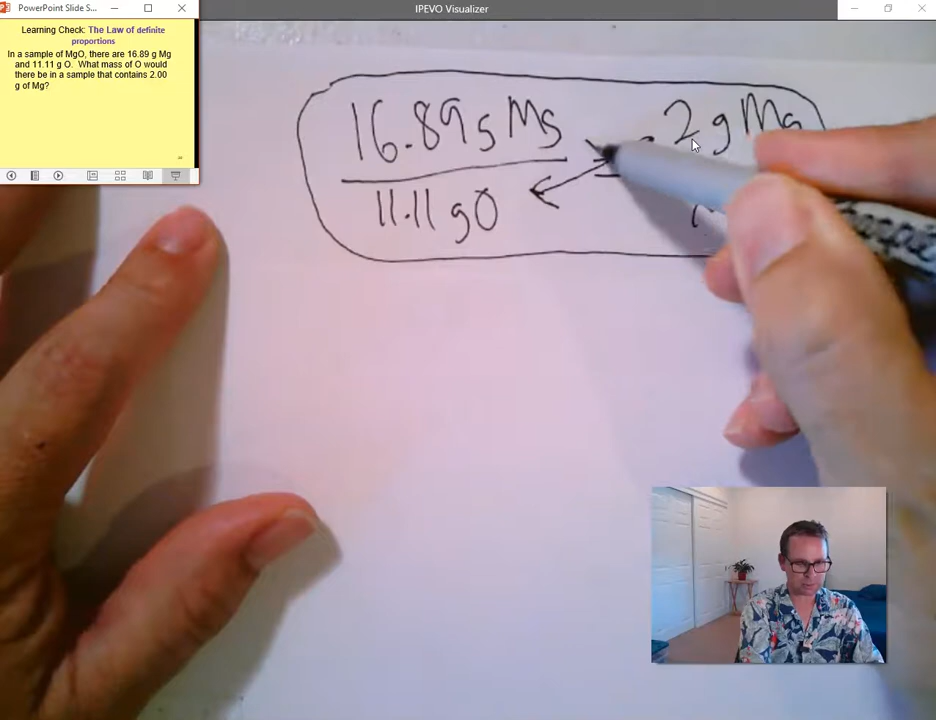 PowerPoint Slide S...
IPEVO Visualizer
Learning Check: The Law of definite
proportions
In a sample of MgO, there are 16.89 g Mg
and 11.11 g O. What mass of O would
there be in a sample that contains 2.00
g of Mg?
16.89 g Mg
2 g Mg
11.11 g O